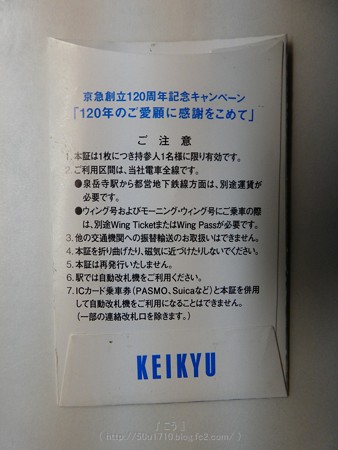 京急創立120周年記念キャンペーン
「120年のご愛顧に感謝をこめて」
ご注意
1. 本証は1枚につき持参人1名様に限り有効です。
2. ご利用区間は、当社電車全線です。
●泉岳寺駅から都営地下鉄線方面は、別途運賃が
必要です。
●ウィング号およびモーニング・ウィング号にご乗車の際
は、別途Wing TicketまたはWing Passが必要です。
3. 他の交通機関への振替輸送のお取扱いはできません。
4. 本証を折り曲げたり、磁気に近づけたりしないでください。
5. 本証は再発行いたしません。
6. 駅では自動改札機をご利用ください。
7. ICカード乗車券（PASMO、Suicaなど）と本証を併用
して自動改札機をご利用になることはできません。
（一部の連絡改札口を除きます。）
KEIKYU
「こう」
( http://50u1710.blog.fc2.com/ )